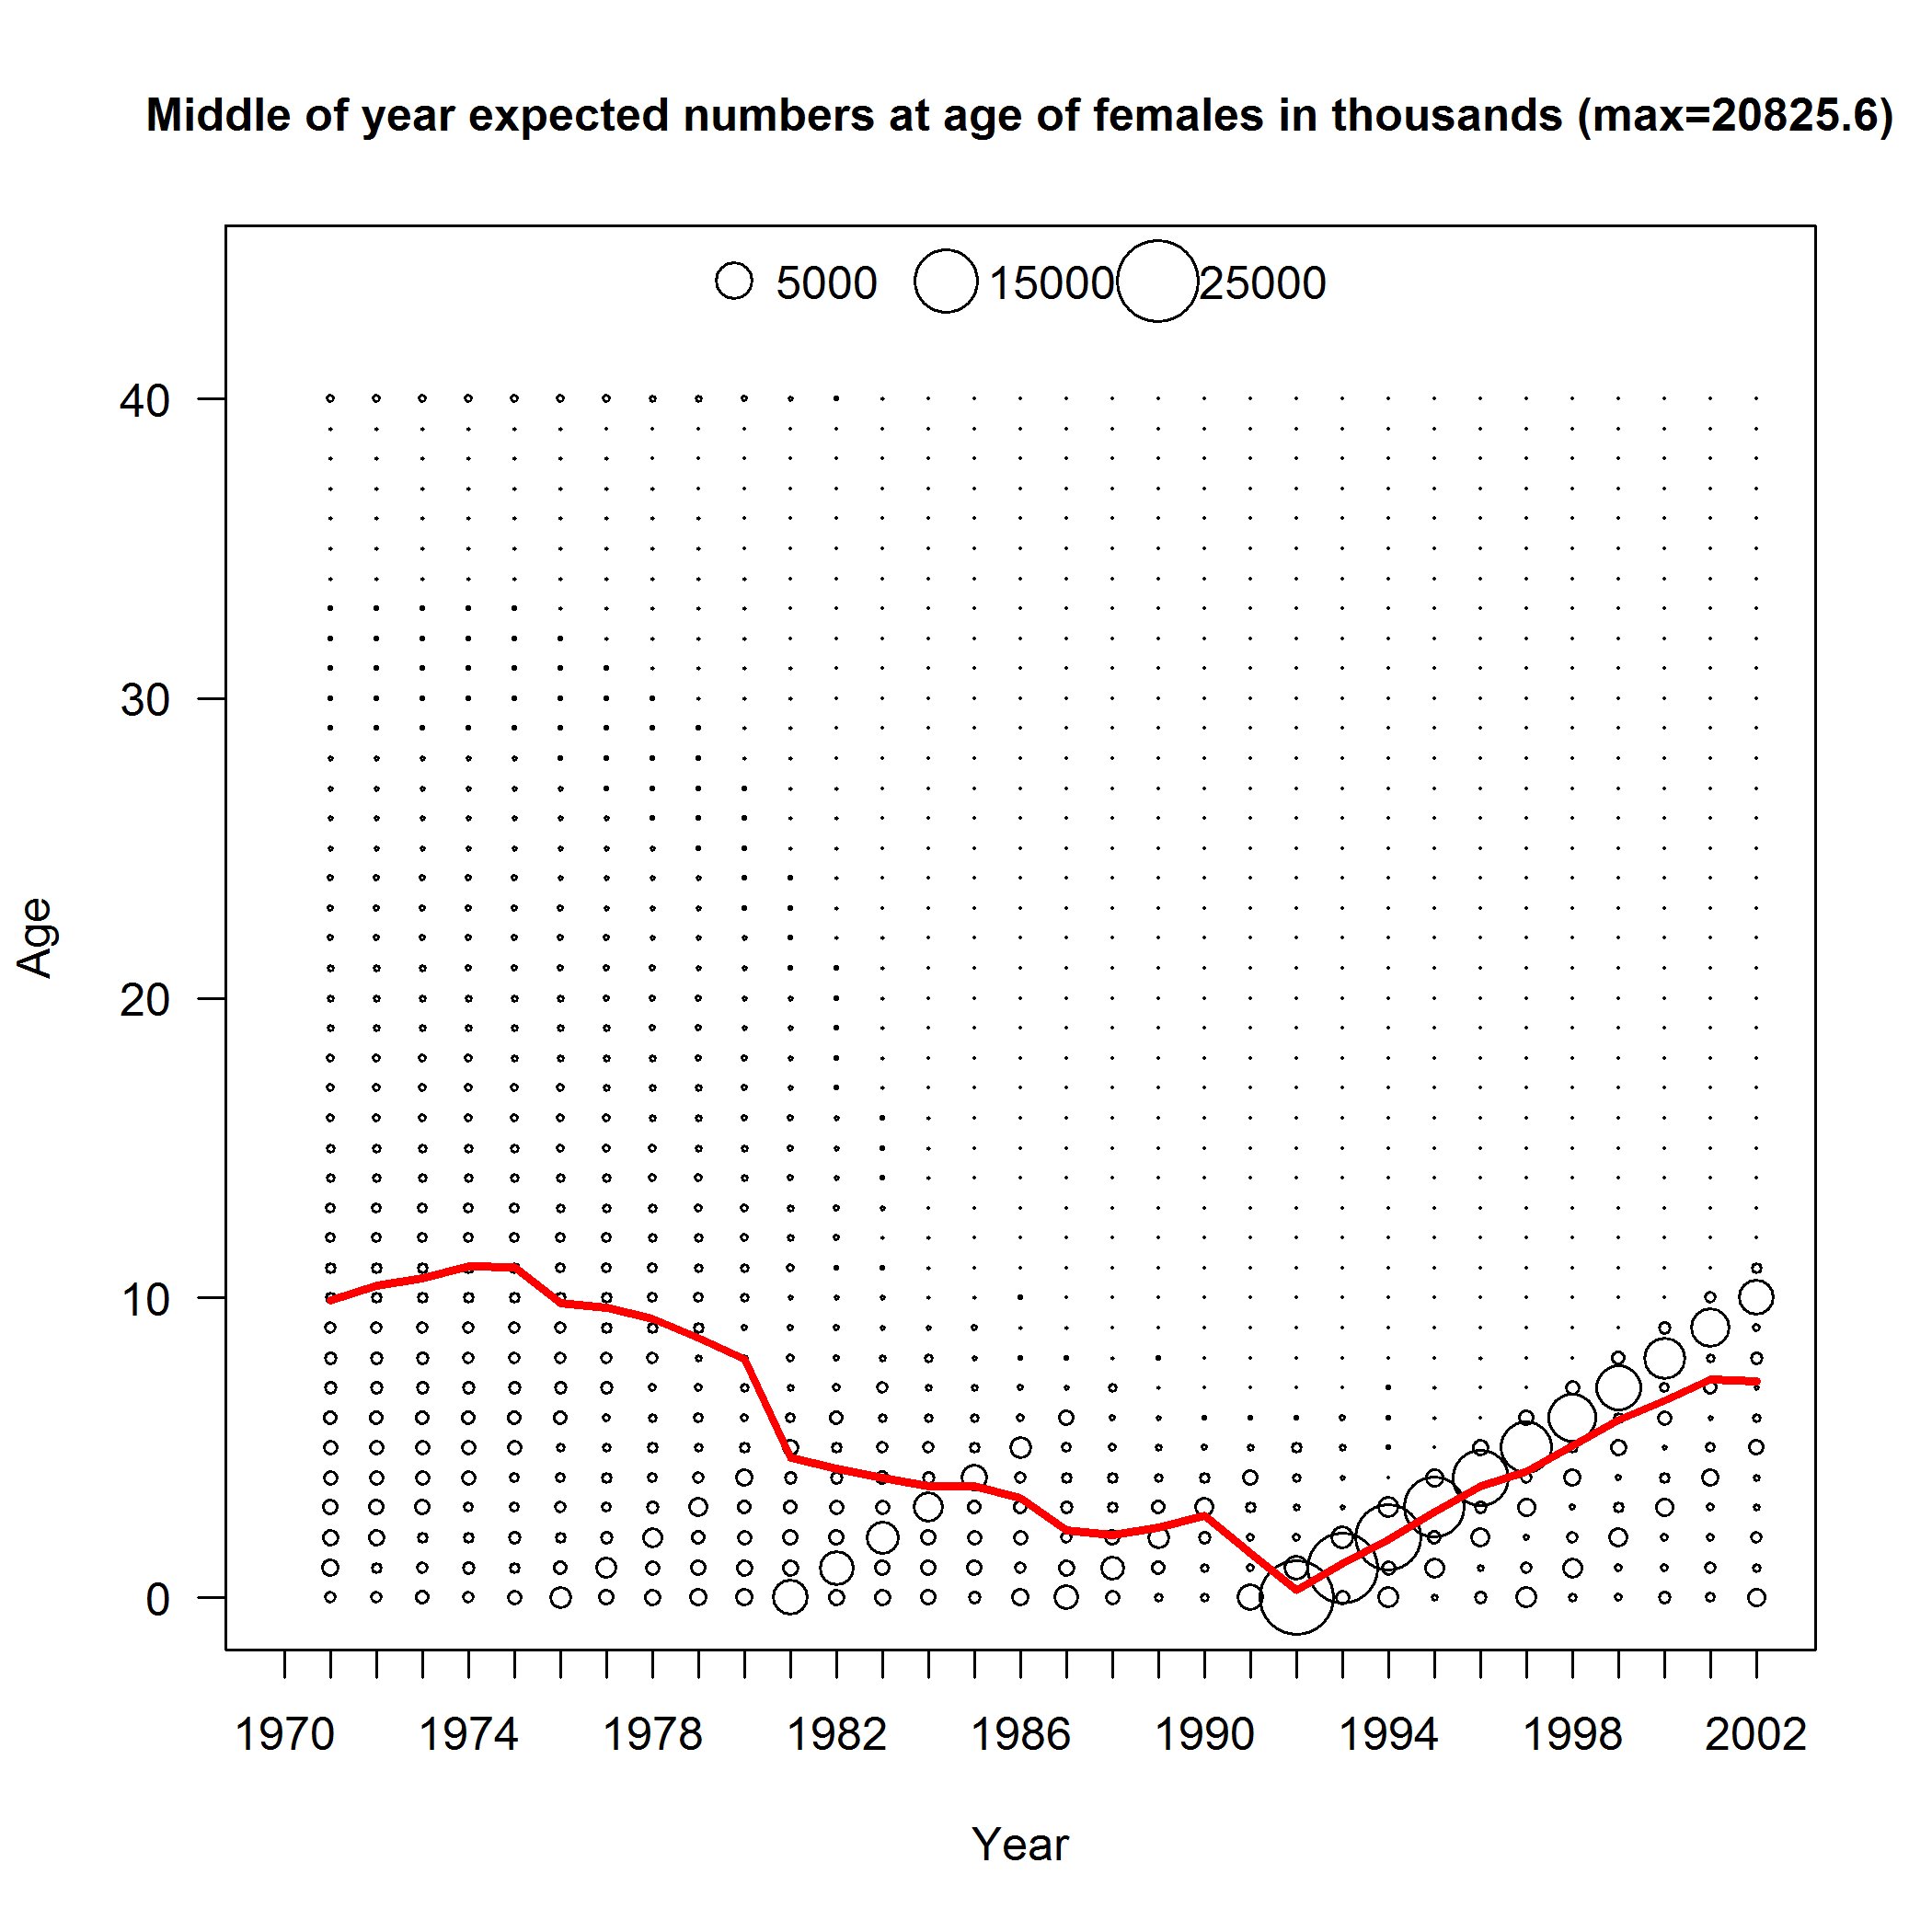 Middle of year expected numbers at age of females in thousands (max=20825.6)
5000 15000 25000
40
30
20
10
0
Age
1970 1974 1978 1982 1986 1990 1994 1998 2002
Year